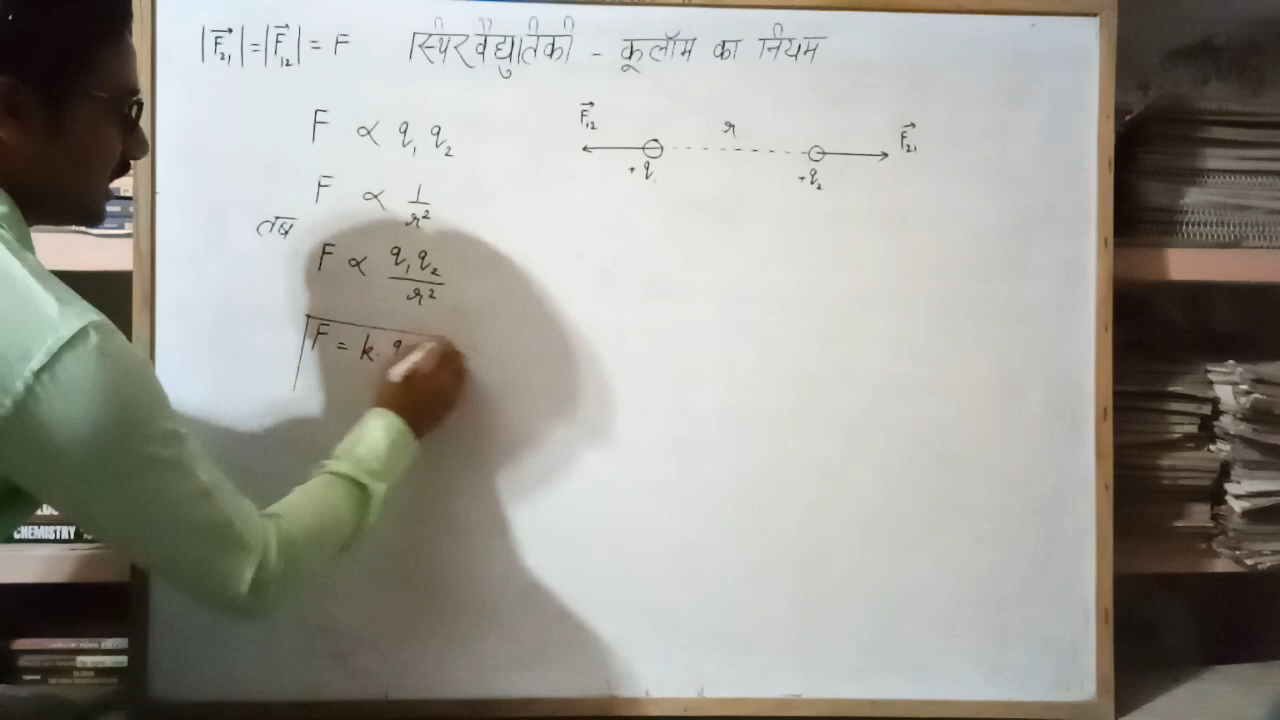 |F⃗₂₁| = |F⃗₁₂| = F स्थिरवैद्युतिकी - कूलॉम का नियम
F ∝ q₁ q₂
F⃗₁₂ r F⃗₂₁
+q₁ +q₂
F ∝ 1/r²
तब
F ∝ q₁q₂/r²
F = k. q
CHEMISTRY